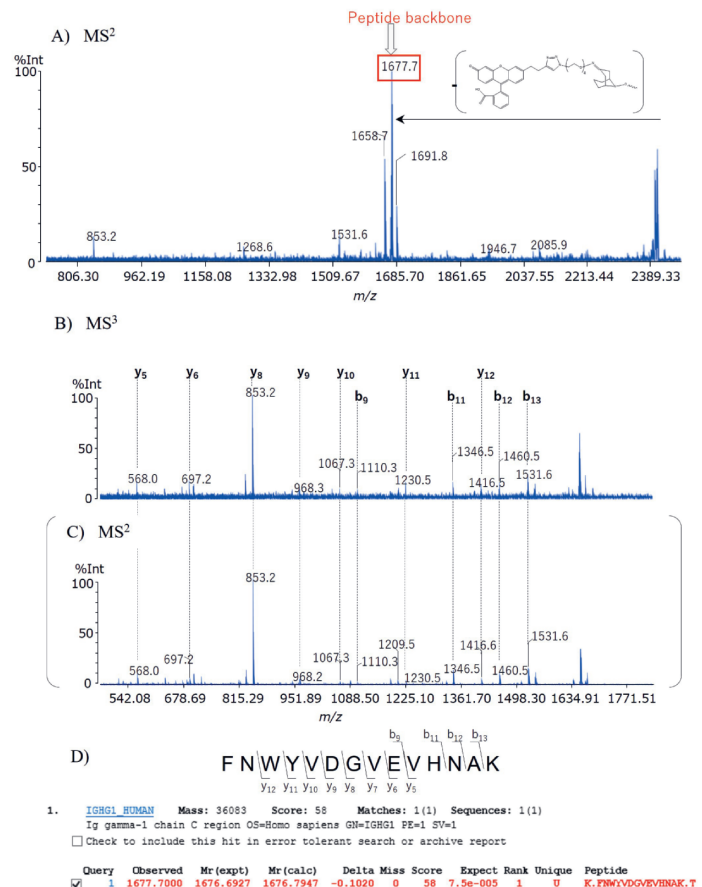 Peptide backbone
A) MS²
%Int
100
50
0
1677.7
1658.7
1691.8
853.2
1268.6
1531.6
1946.7
2085.9
806.30 962.19 1158.08 1332.98 1509.67 1685.70 1861.65 2037.55 2213.44 2389.33
m/z
B) MS³
y5 y6 y8 y9 y10 y11 y12
b9 b11 b12 b13
%Int
100
50
0
853.2
568.0
697.2
968.3
1067.3
1110.3
1230.5
1346.5
1416.5
1460.5
1531.6
C) MS²
%Int
100
50
0
853.2
568.0
697.2
968.2
1067.3
1110.3
1209.5
1230.5
1346.5
1416.6
1460.5
1531.6
542.08 678.69 815.29 951.89 1088.50 1225.10 1361.70 1498.30 1634.91 1771.51
m/z
D)
b9 b11 b12 b13
F N W Y V D G V E V H N A K
y12 y11 y10 y9 y8 y7 y6 y5
1. IGHG1_HUMAN Mass: 36083 Score: 58 Matches: 1(1) Sequences: 1(1)
Ig gamma-1 chain C region OS=Homo sapiens GN=IGHG1 PE=1 SV=1
Check to include this hit in error tolerant search or archive report
Query Observed Mr(expt) Mr(calc) Delta Miss Score Expect Rank Unique Peptide
1 1677.7000 1676.6927 1676.7947 -0.1020 0 58 7.5e-005 1 U K.FNWYVDGVEVHNAK.T